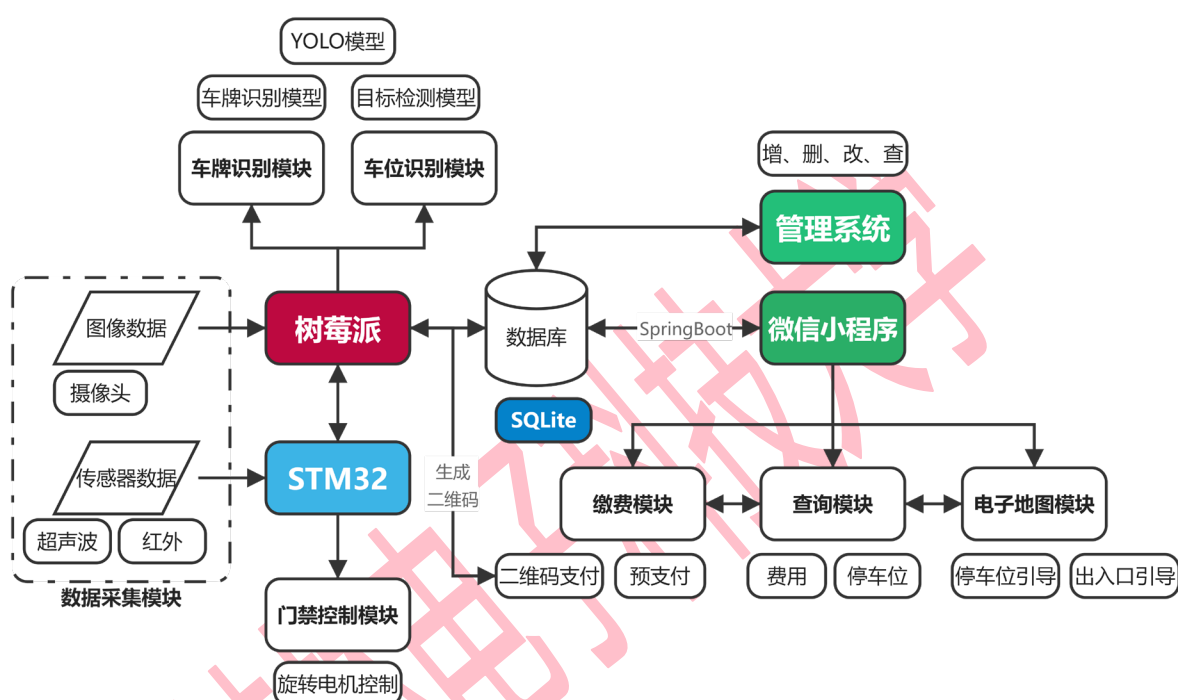 YOLO模型
车牌识别模型
目标检测模型
车牌识别模块
车位识别模块
增、删、改、查
管理系统
图像数据
树莓派
数据库
SpringBoot
微信小程序
摄像头
SQLite
传感器数据
STM32
生成
二维码
缴费模块
查询模块
电子地图模块
超声波
红外
二维码支付
预支付
费用
停车位
停车位引导
出入口引导
数据采集模块
门禁控制模块
旋转电机控制
电子科技大学